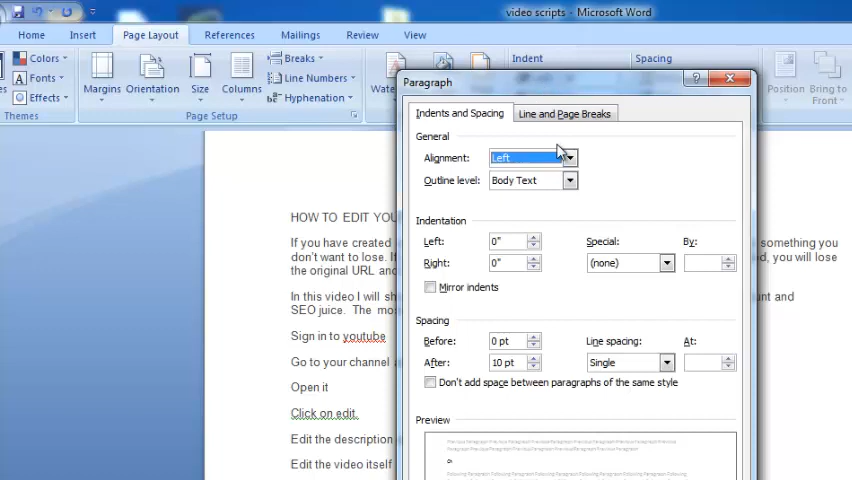 video scripts - Microsoft Word
Home Insert Page Layout References Mailings Review View
Colors Fonts Effects
Themes
Margins Orientation Size Columns
Breaks
Line Numbers
Hyphenation
Page Setup
Indent Spacing
Position Bring to Front
Paragraph
Indents and Spacing Line and Page Breaks
General
Alignment: Left
Outline level: Body Text
Indentation
Left: 0" Special: By:
Right: 0" (none)
Mirror indents
Spacing
Before: 0 pt Line spacing: At:
After: 10 pt Single
Don't add space between paragraphs of the same style
Preview
HOW TO EDIT YOU
If you have created something you
don't want to lose. you will lose
the original URL and
In this video I will and
SEO juice. The
Sign in to youtube
Go to your channel
Open it
Click on edit.
Edit the description
Edit the video itself